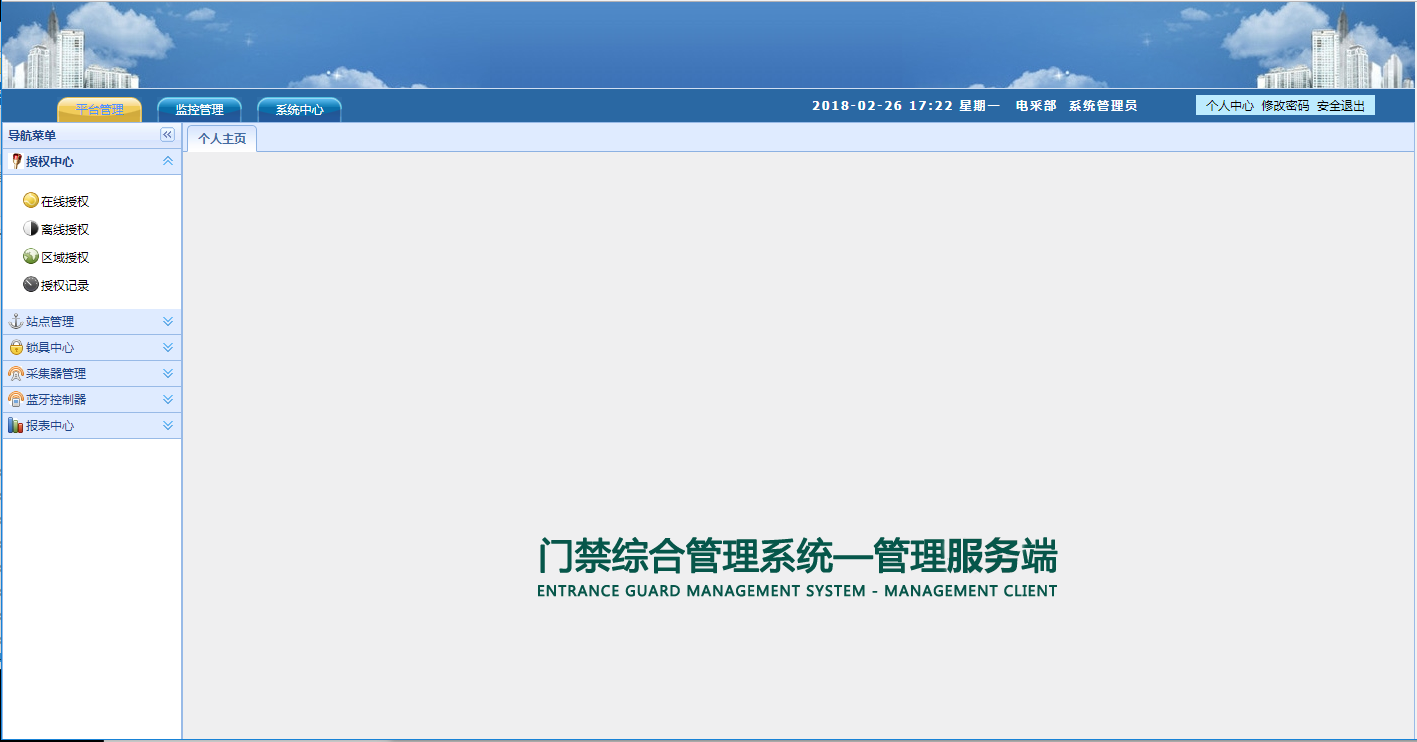 平台管理 监控管理 系统中心 2018-02-26 17:22 星期一 电采部 系统管理员 个人中心 修改密码 安全退出
导航菜单
个人主页
授权中心
在线授权
离线授权
区域授权
授权记录
站点管理
锁具中心
采集器管理
蓝牙控制器
报表中心
门禁综合管理系统—管理服务端
ENTRANCE GUARD MANAGEMENT SYSTEM - MANAGEMENT CLIENT